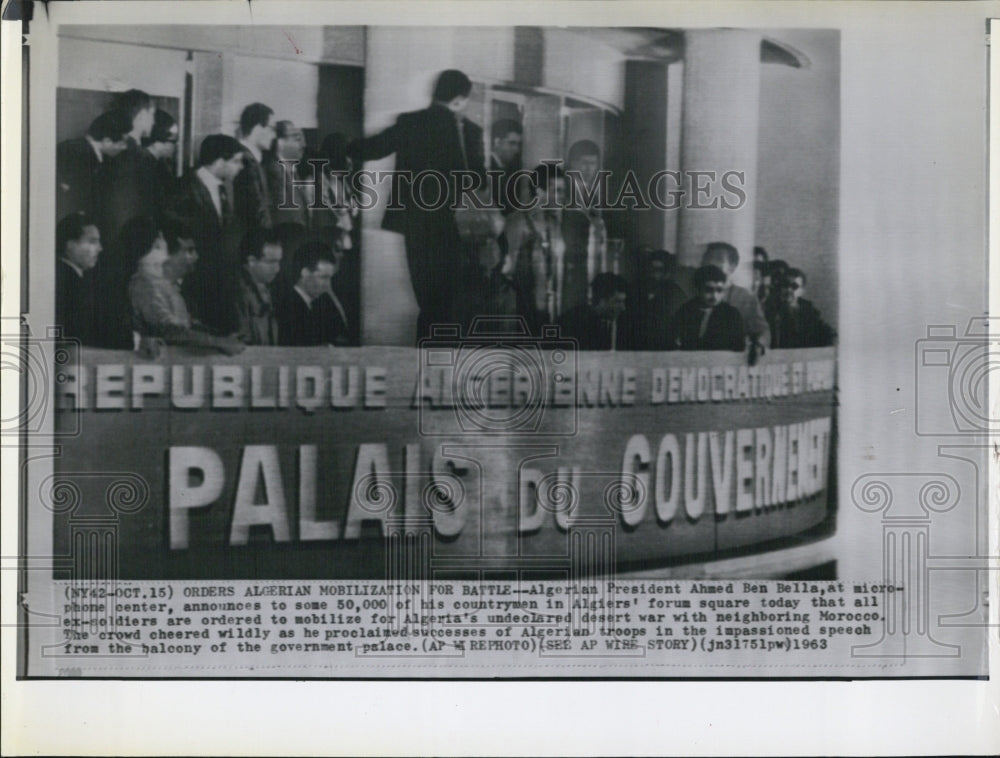 HISTORIC IMAGES
REPUBLIQUE ALGERIENNE DEMOCRATIQUE ET POPU
PALAIS DU GOUVERNEMENT
(NY42-OCT.15) ORDERS ALGERIAN MOBILIZATION FOR BATTLE--Algerian President Ahmed Ben Bella, at micro-
phone center, announces to some 50,000 of his countrymen in Algiers' forum square today that all
ex-soldiers are ordered to mobilize for Algeria's undeclared desert war with neighboring Morocco.
The crowd cheered wildly as he proclaimed successes of Algerian troops in the impassioned speech
from the balcony of the government palace.(AP WIREPHOTO)(SEE AP WIRE STORY)(jn31751pw)1963